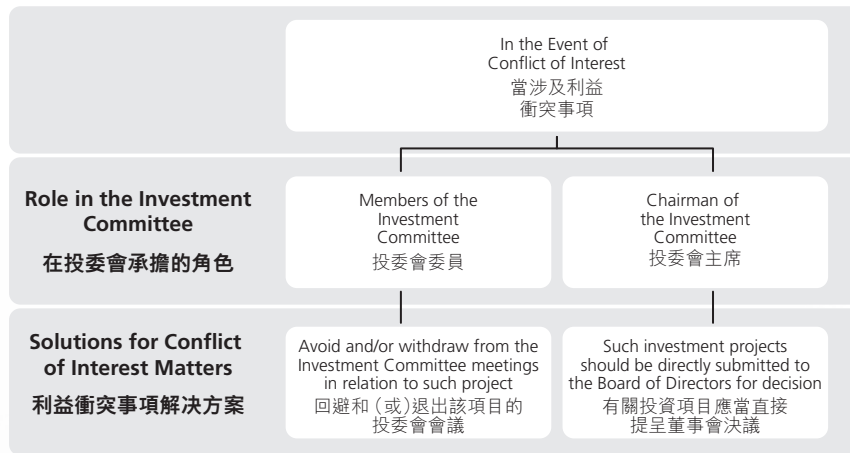 In the Event of
Conflict of Interest
當涉及利益
衝突事項
Role in the Investment
Committee
在投委會承擔的角色
Members of the
Investment
Committee
投委會委員
Chairman of
the Investment
Committee
投委會主席
Solutions for Conflict
of Interest Matters
利益衝突事項解決方案
Avoid and/or withdraw from the
Investment Committee meetings
in relation to such project
回避和（或）退出該項目的
投委會會議
Such investment projects
should be directly submitted to
the Board of Directors for decision
有關投資項目應當直接
提呈董事會決議